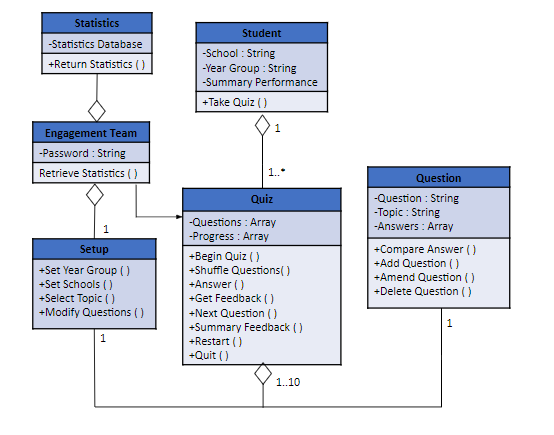 Statistics
-Statistics Database
+Return Statistics ( )
Student
-School : String
-Year Group : String
-Summary Performance
+Take Quiz ( )
1
1..*
Engagement Team
-Password : String
Retrieve Statistics ( )
1
Setup
+Set Year Group ( )
+Set Schools ( )
+Select Topic ( )
+Modify Questions ( )
1
Quiz
-Questions : Array
-Progress : Array
+Begin Quiz ( )
+Shuffle Questions( )
+Answer ( )
+Get Feedback ( )
+Next Question ( )
+Summary Feedback ( )
+Restart ( )
+Quit ( )
1..10
Question
-Question : String
-Topic : String
-Answers : Array
+Compare Answer ( )
+Add Question ( )
+Amend Question ( )
+Delete Question ( )
1